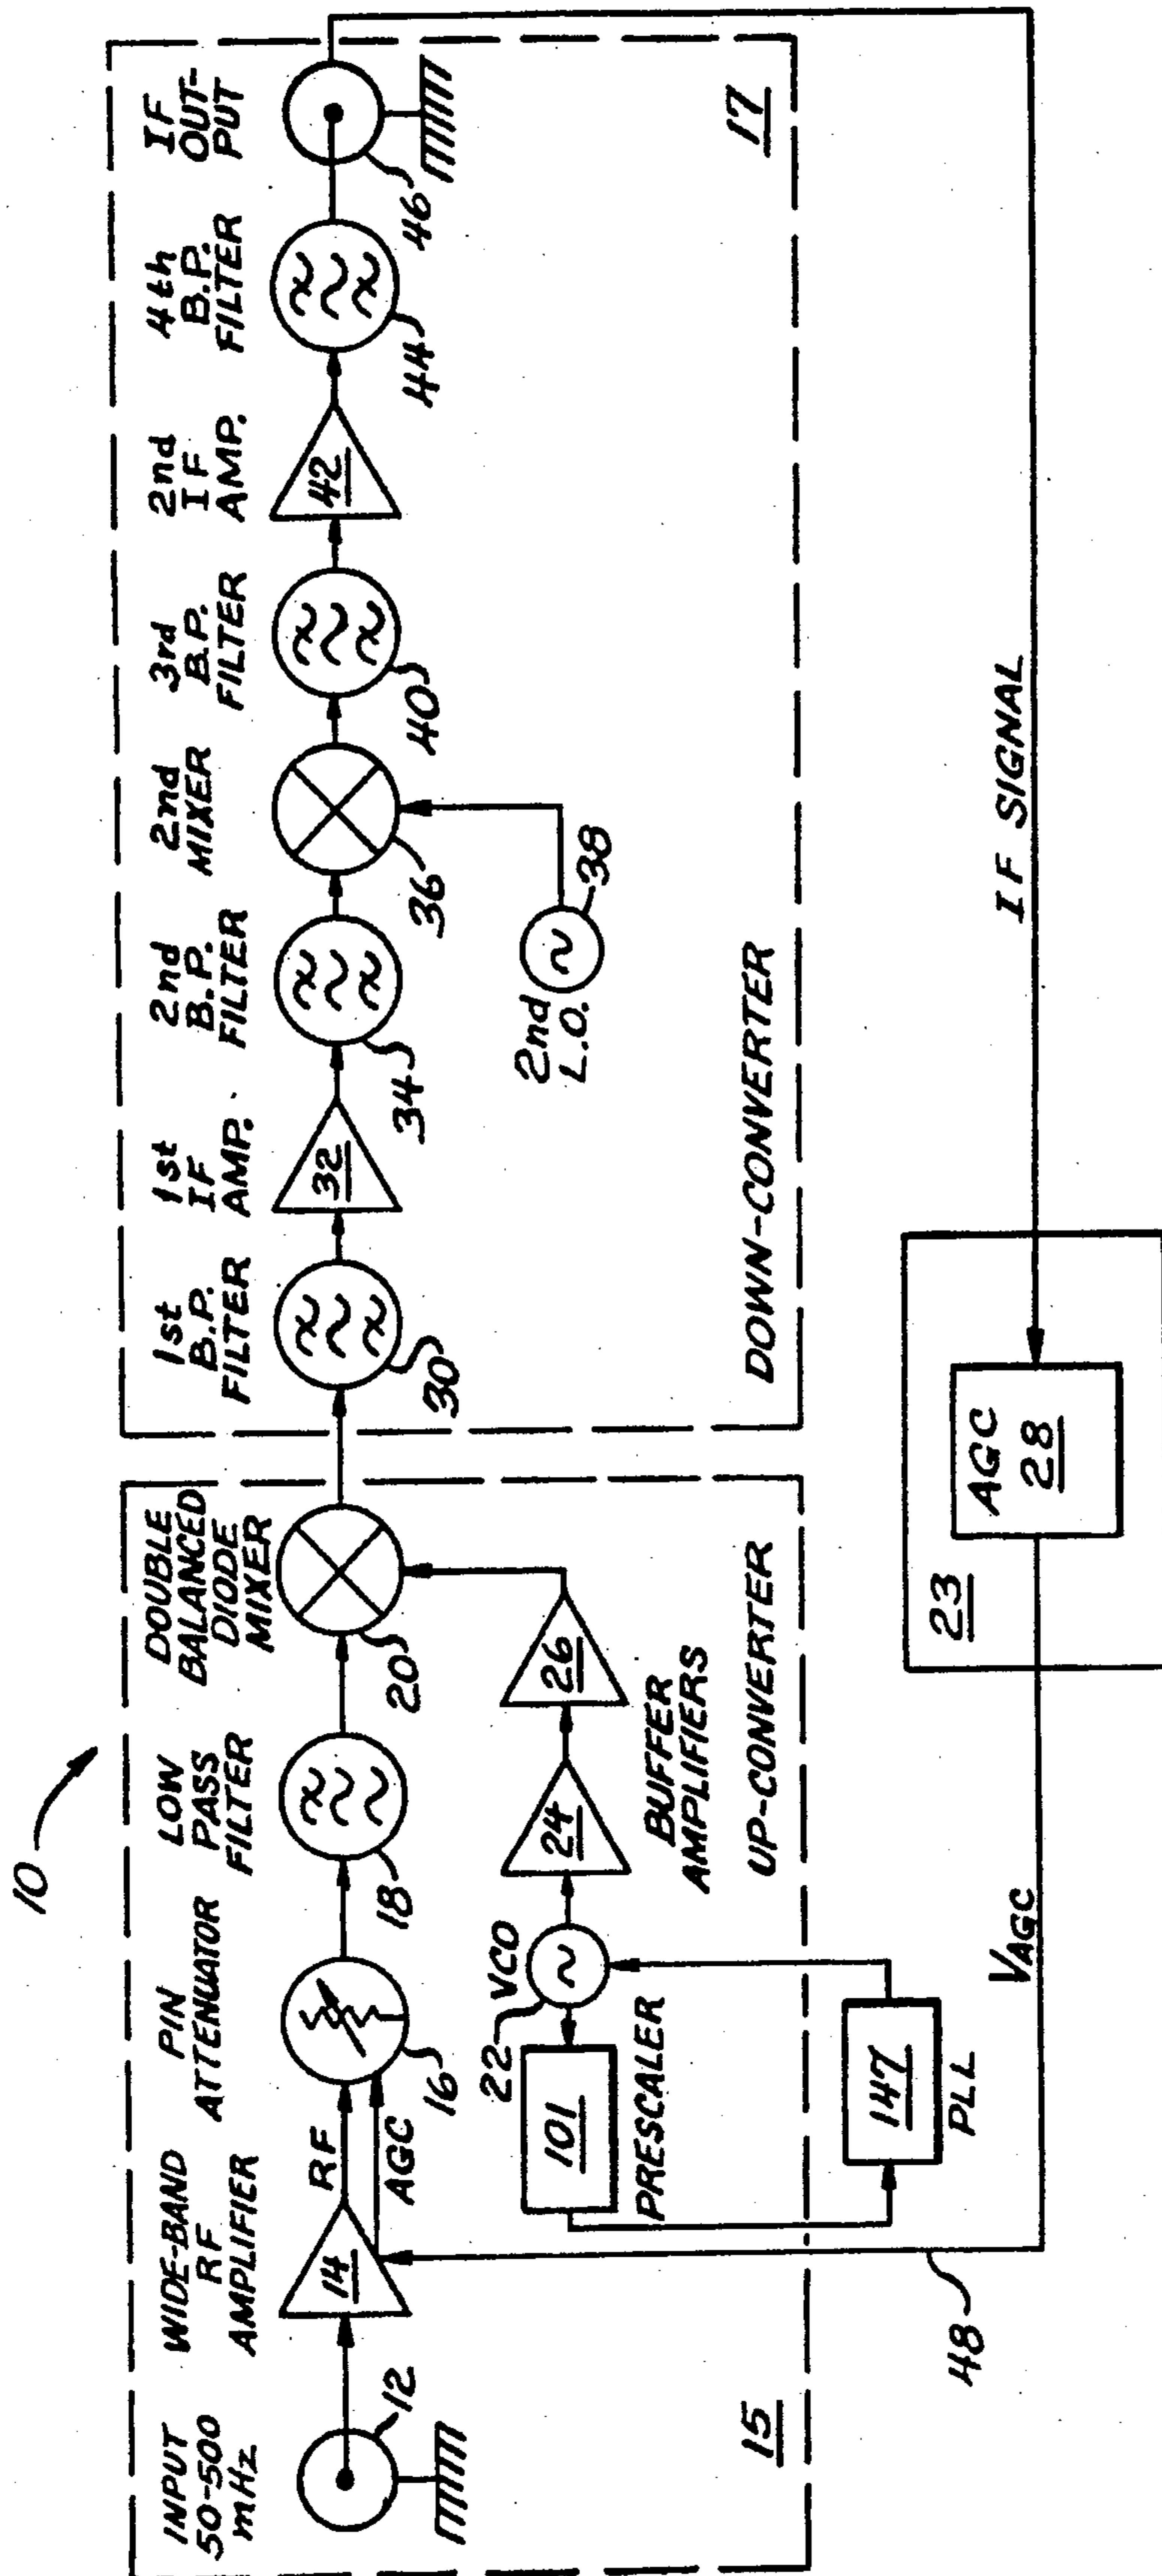 10
INPUT
50-500
mHz
WIDE-BAND
RF
AMPLIFIER
PIN
ATTENUATOR
LOW
PASS
FILTER
DOUBLE
BALANCED
DIODE
MIXER
12
14
RF
AGC
16
18
20
22
VCO
24
26
BUFFER
AMPLIFIERS
101
PRESCALER
147
PLL
15
UP-CONVERTER
1st
B.P.
FILTER
1st
IF
AMP.
2nd
B.P.
FILTER
2nd
MIXER
3rd
B.P.
FILTER
2nd
IF
AMP.
4th
B.P.
FILTER
IF
OUT-
PUT
30
32
34
36
40
42
44
46
2nd
L.O.
38
DOWN-CONVERTER
17
48
VAGC
23
AGC
28
IF SIGNAL